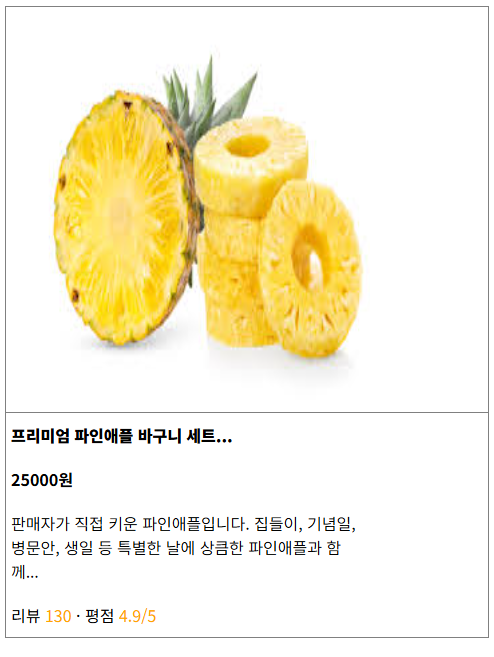 프리미엄 파인애플 바구니 세트...
25000원
판매자가 직접 키운 파인애플입니다. 집들이, 기념일,
병문안, 생일 등 특별한 날에 상큼한 파인애플과 함
께...
리뷰 130 · 평점 4.9/5